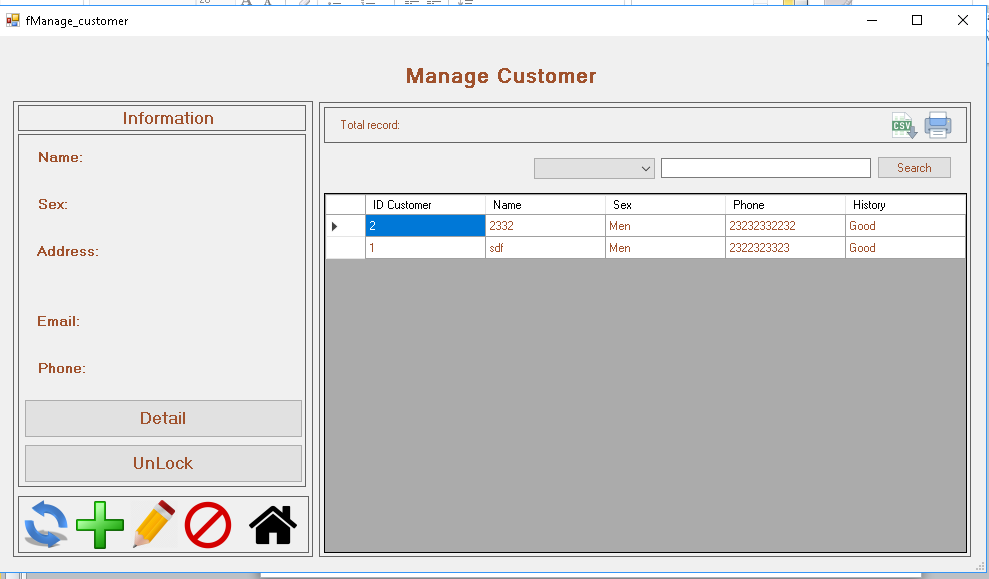 fManage_customer
Manage Customer
Information
Name:
Sex:
Address:
Email:
Phone:
Detail
UnLock
Total record:
CSV
Search
ID Customer Name Sex Phone History
2 2332 Men 23232332232 Good
1 sdf Men 2322323323 Good